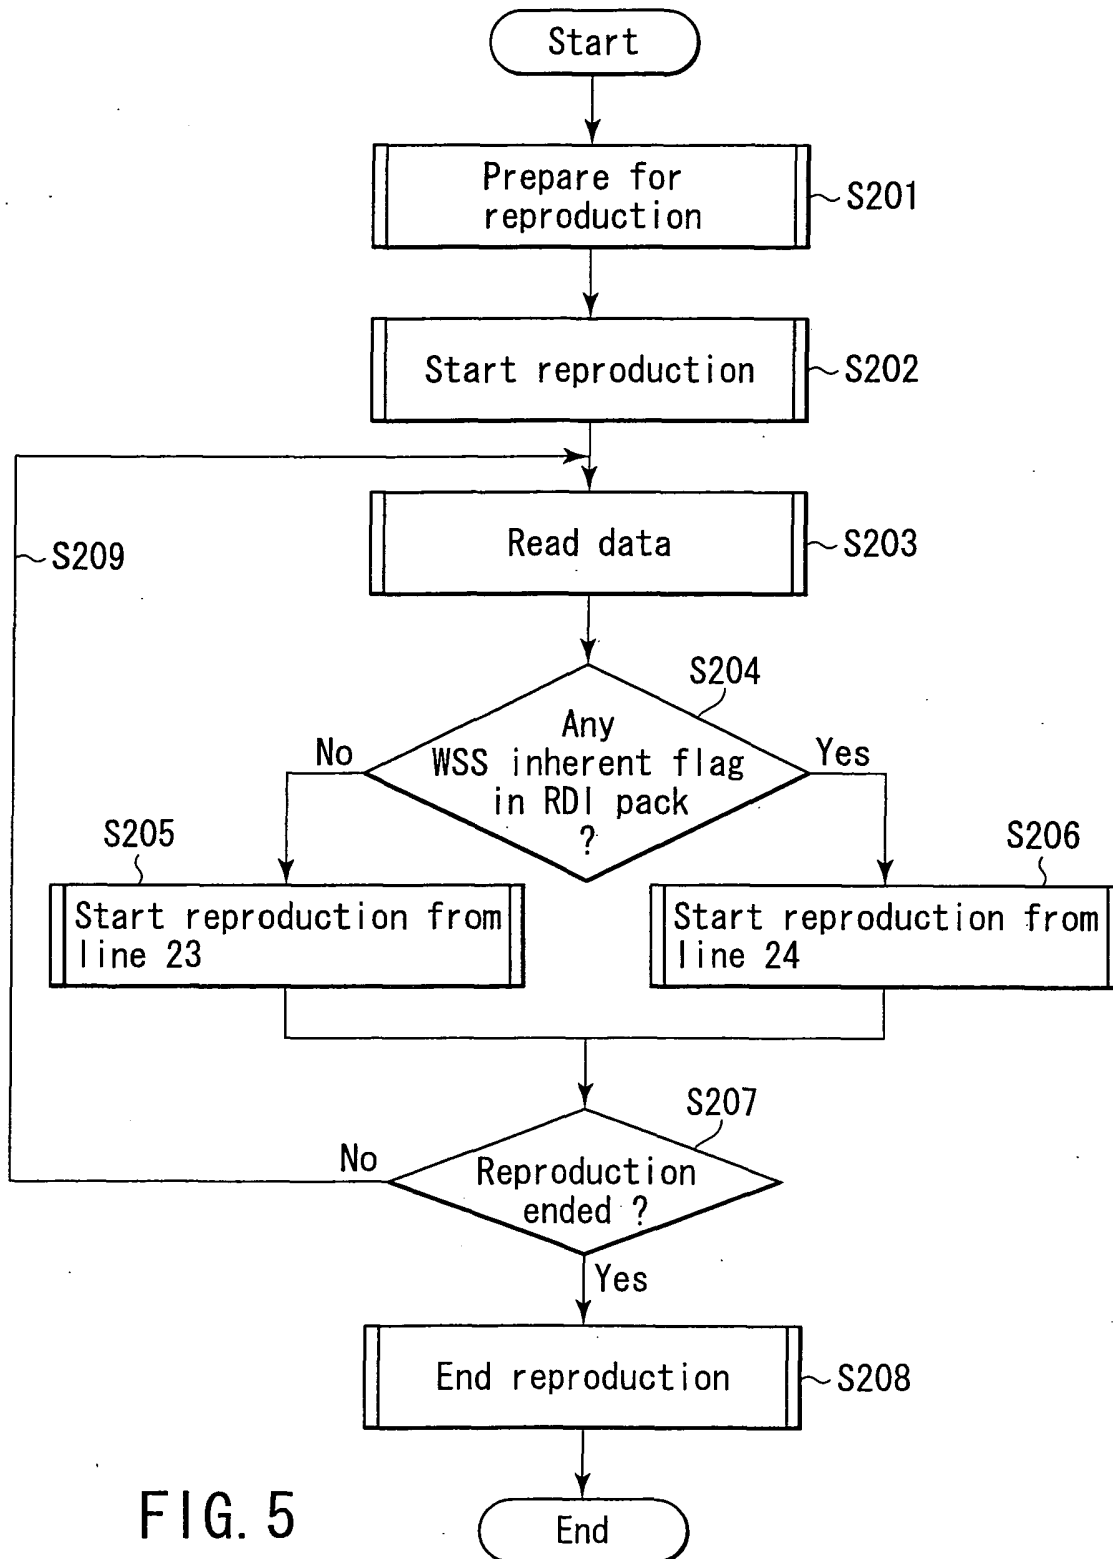 Start
Prepare for
reproduction
S201
Start reproduction
S202
Read data
S203
S209
S204
Any
WSS inherent flag
in RDI pack
?
No
Yes
S205
Start reproduction from
line 23
S206
Start reproduction from
line 24
S207
Reproduction
ended ?
No
Yes
End reproduction
S208
End
FIG. 5